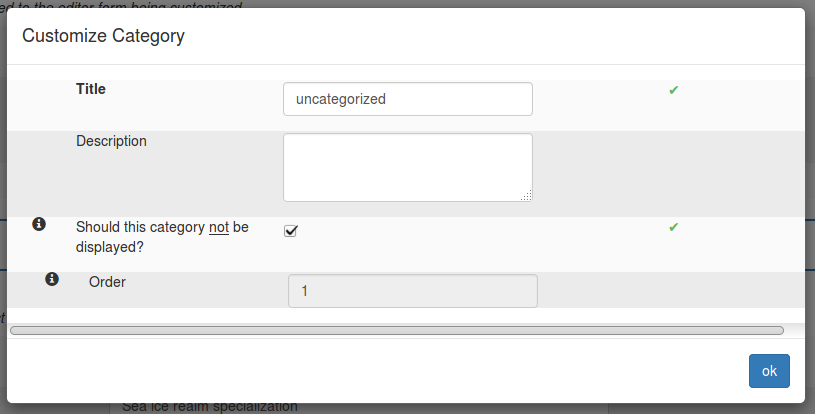 ed to the editor form being customized
Customize Category
Title
uncategorized
Description
Should this category not be
displayed?
Order
1
ok
Sea ice realm specialization